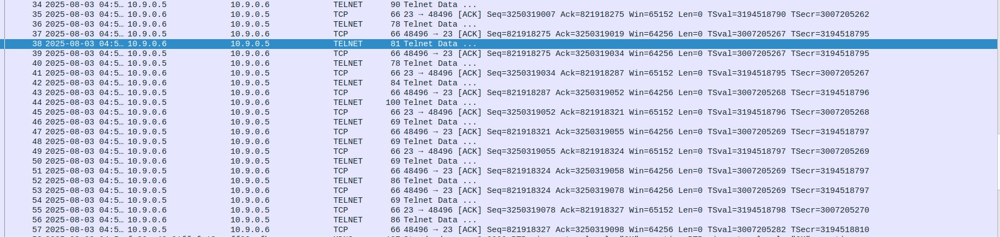 34 2025-08-03 04:5… 10.9.0.5 10.9.0.6 TELNET 90 Telnet Data ...
35 2025-08-03 04:5… 10.9.0.6 10.9.0.5 TCP 66 23 → 48496 [ACK] Seq=3250319007 Ack=821918275 Win=65152 Len=0 TSval=3194518790 TSecr=3007205262
36 2025-08-03 04:5… 10.9.0.6 10.9.0.5 TELNET 78 Telnet Data ...
37 2025-08-03 04:5… 10.9.0.5 10.9.0.6 TCP 66 48496 → 23 [ACK] Seq=821918275 Ack=3250319019 Win=64256 Len=0 TSval=3007205267 TSecr=3194518795
38 2025-08-03 04:5… 10.9.0.6 10.9.0.5 TELNET 81 Telnet Data ...
39 2025-08-03 04:5… 10.9.0.5 10.9.0.6 TCP 66 48496 → 23 [ACK] Seq=821918275 Ack=3250319034 Win=64256 Len=0 TSval=3007205267 TSecr=3194518795
40 2025-08-03 04:5… 10.9.0.5 10.9.0.6 TELNET 78 Telnet Data ...
41 2025-08-03 04:5… 10.9.0.6 10.9.0.5 TCP 66 23 → 48496 [ACK] Seq=3250319034 Ack=821918287 Win=65152 Len=0 TSval=3194518795 TSecr=3007205267
42 2025-08-03 04:5… 10.9.0.6 10.9.0.5 TELNET 84 Telnet Data ...
43 2025-08-03 04:5… 10.9.0.5 10.9.0.6 TCP 66 48496 → 23 [ACK] Seq=821918287 Ack=3250319052 Win=64256 Len=0 TSval=3007205268 TSecr=3194518796
44 2025-08-03 04:5… 10.9.0.5 10.9.0.6 TELNET 100 Telnet Data ...
45 2025-08-03 04:5… 10.9.0.6 10.9.0.5 TCP 66 23 → 48496 [ACK] Seq=3250319052 Ack=821918321 Win=65152 Len=0 TSval=3194518796 TSecr=3007205268
46 2025-08-03 04:5… 10.9.0.6 10.9.0.5 TELNET 69 Telnet Data ...
47 2025-08-03 04:5… 10.9.0.5 10.9.0.6 TCP 66 48496 → 23 [ACK] Seq=821918321 Ack=3250319055 Win=64256 Len=0 TSval=3007205269 TSecr=3194518797
48 2025-08-03 04:5… 10.9.0.5 10.9.0.6 TELNET 69 Telnet Data ...
49 2025-08-03 04:5… 10.9.0.6 10.9.0.5 TCP 66 23 → 48496 [ACK] Seq=3250319055 Ack=821918324 Win=65152 Len=0 TSval=3194518797 TSecr=3007205269
50 2025-08-03 04:5… 10.9.0.6 10.9.0.5 TELNET 69 Telnet Data ...
51 2025-08-03 04:5… 10.9.0.5 10.9.0.6 TCP 66 48496 → 23 [ACK] Seq=821918324 Ack=3250319058 Win=64256 Len=0 TSval=3007205269 TSecr=3194518797
52 2025-08-03 04:5… 10.9.0.6 10.9.0.5 TELNET 86 Telnet Data ...
53 2025-08-03 04:5… 10.9.0.5 10.9.0.6 TCP 66 48496 → 23 [ACK] Seq=821918324 Ack=3250319078 Win=64256 Len=0 TSval=3007205269 TSecr=3194518797
54 2025-08-03 04:5… 10.9.0.5 10.9.0.6 TELNET 69 Telnet Data ...
55 2025-08-03 04:5… 10.9.0.6 10.9.0.5 TCP 66 23 → 48496 [ACK] Seq=3250319078 Ack=821918327 Win=65152 Len=0 TSval=3194518798 TSecr=3007205270
56 2025-08-03 04:5… 10.9.0.6 10.9.0.5 TELNET 86 Telnet Data ...
57 2025-08-03 04:5… 10.9.0.5 10.9.0.6 TCP 66 48496 → 23 [ACK] Seq=821918327 Ack=3250319098 Win=64256 Len=0 TSval=3007205282 TSecr=3194518810